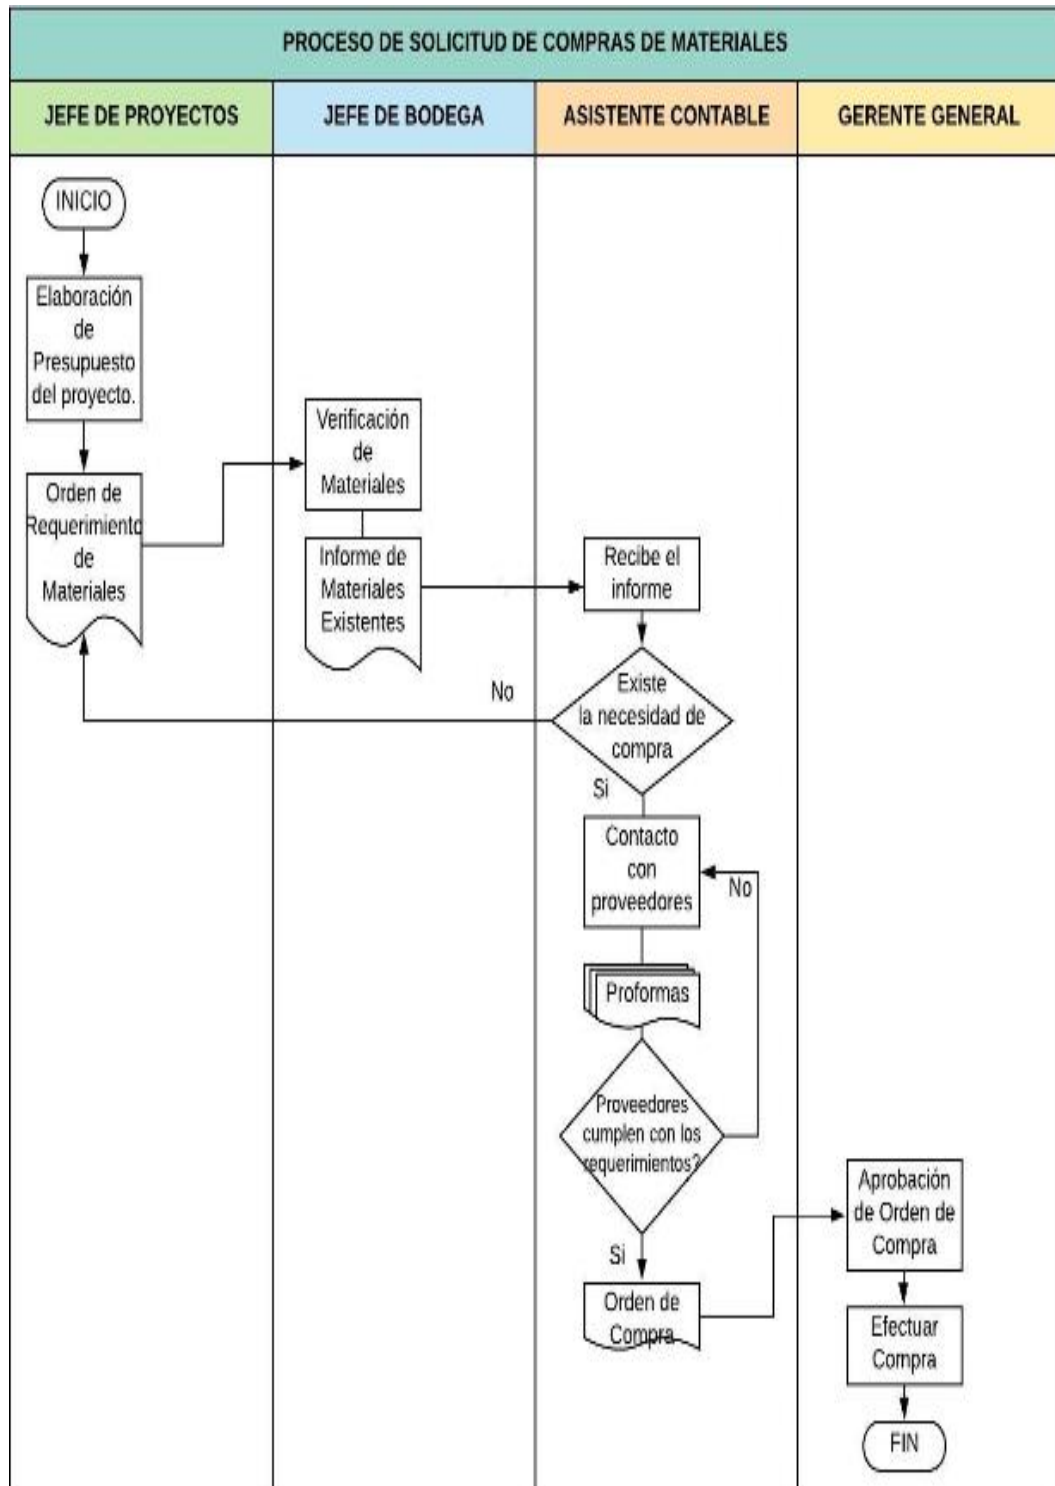 PROCESO DE SOLICITUD DE COMPRAS DE MATERIALES
JEFE DE PROYECTOS
JEFE DE BODEGA
ASISTENTE CONTABLE
GERENTE GENERAL
INICIO
Elaboración
de
Presupuesto
del proyecto.
Orden de
Requerimiento
de
Materiales
Verificación
de
Materiales
Informe de
Materiales
Existentes
Recibe el
informe
Existe
la necesidad de
compra
No
Si
Contacto
con
proveedores
No
Proformas
Proveedores
cumplen con los
requerimientos?
Si
Orden de
Compra
Aprobación
de Orden de
Compra
Efectuar
Compra
FIN